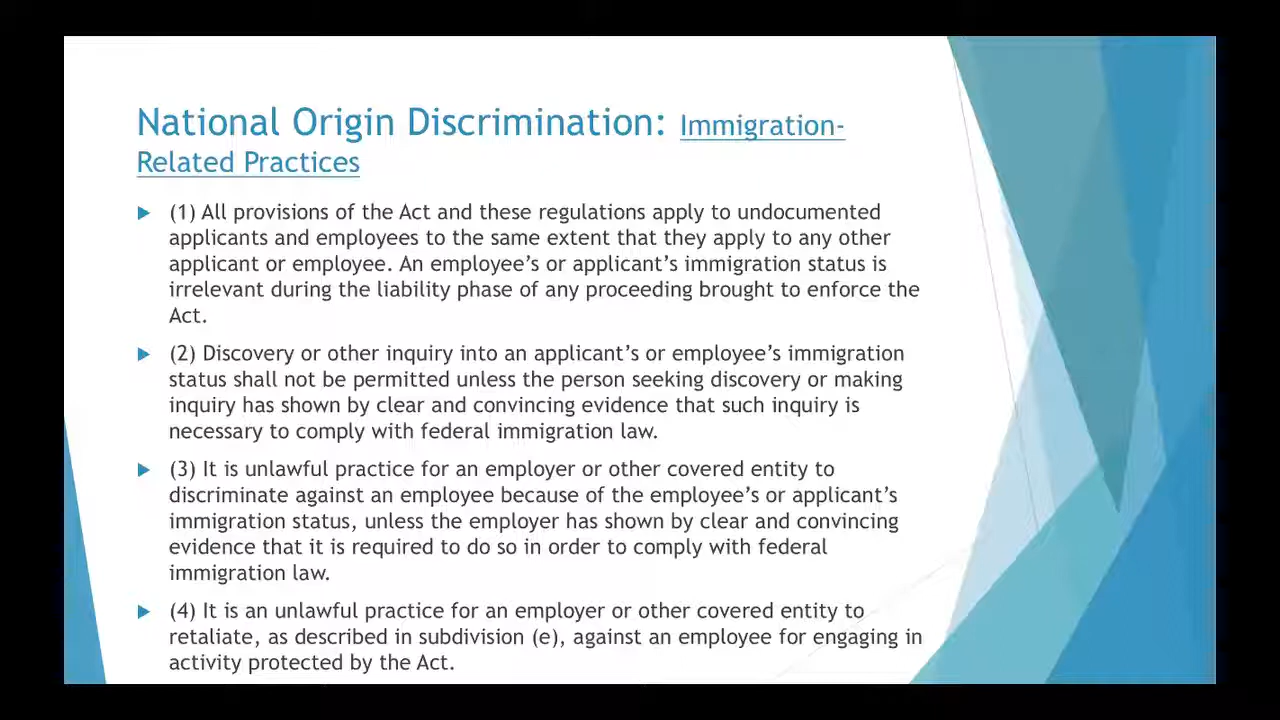 National Origin Discrimination: Immigration-
Related Practices
(1) All provisions of the Act and these regulations apply to undocumented
applicants and employees to the same extent that they apply to any other
applicant or employee. An employee’s or applicant’s immigration status is
irrelevant during the liability phase of any proceeding brought to enforce the
Act.
(2) Discovery or other inquiry into an applicant’s or employee’s immigration
status shall not be permitted unless the person seeking discovery or making
inquiry has shown by clear and convincing evidence that such inquiry is
necessary to comply with federal immigration law.
(3) It is unlawful practice for an employer or other covered entity to
discriminate against an employee because of the employee’s or applicant’s
immigration status, unless the employer has shown by clear and convincing
evidence that it is required to do so in order to comply with federal
immigration law.
(4) It is an unlawful practice for an employer or other covered entity to
retaliate, as described in subdivision (e), against an employee for engaging in
activity protected by the Act.